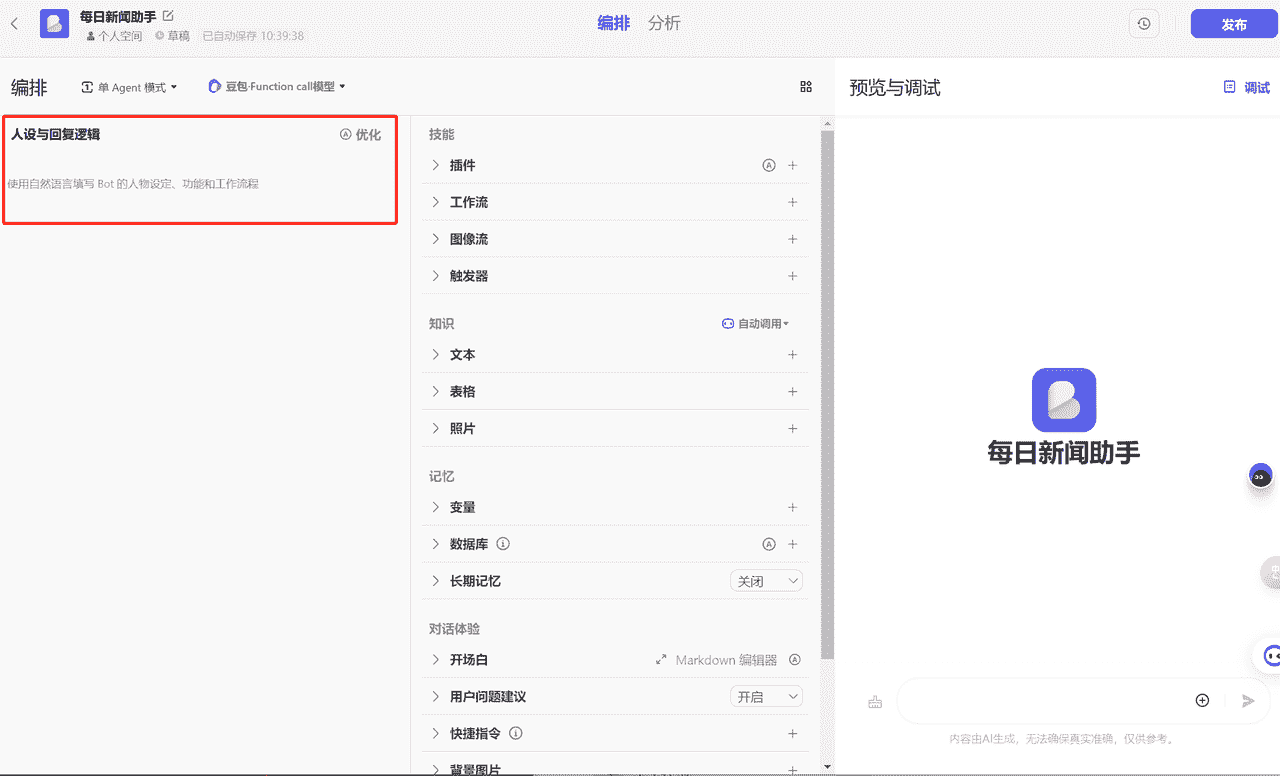 每日新闻助手
个人空间 草稿 已自动保存 10:39:38
编排 分析
发布
编排 单 Agent 模式 豆包·Function call模型
预览与调试 调试
人设与回复逻辑 优化
使用自然语言填写 Bot 的人物设定、功能和工作流程
技能
插件
工作流
图像流
触发器
知识 自动调用
文本
表格
照片
记忆
变量
数据库
长期记忆 关闭
对话体验
开场白 Markdown 编辑器
用户问题建议 开启
快捷指令
背景图片
每日新闻助手
内容由AI生成，无法确保真实准确，仅供参考。